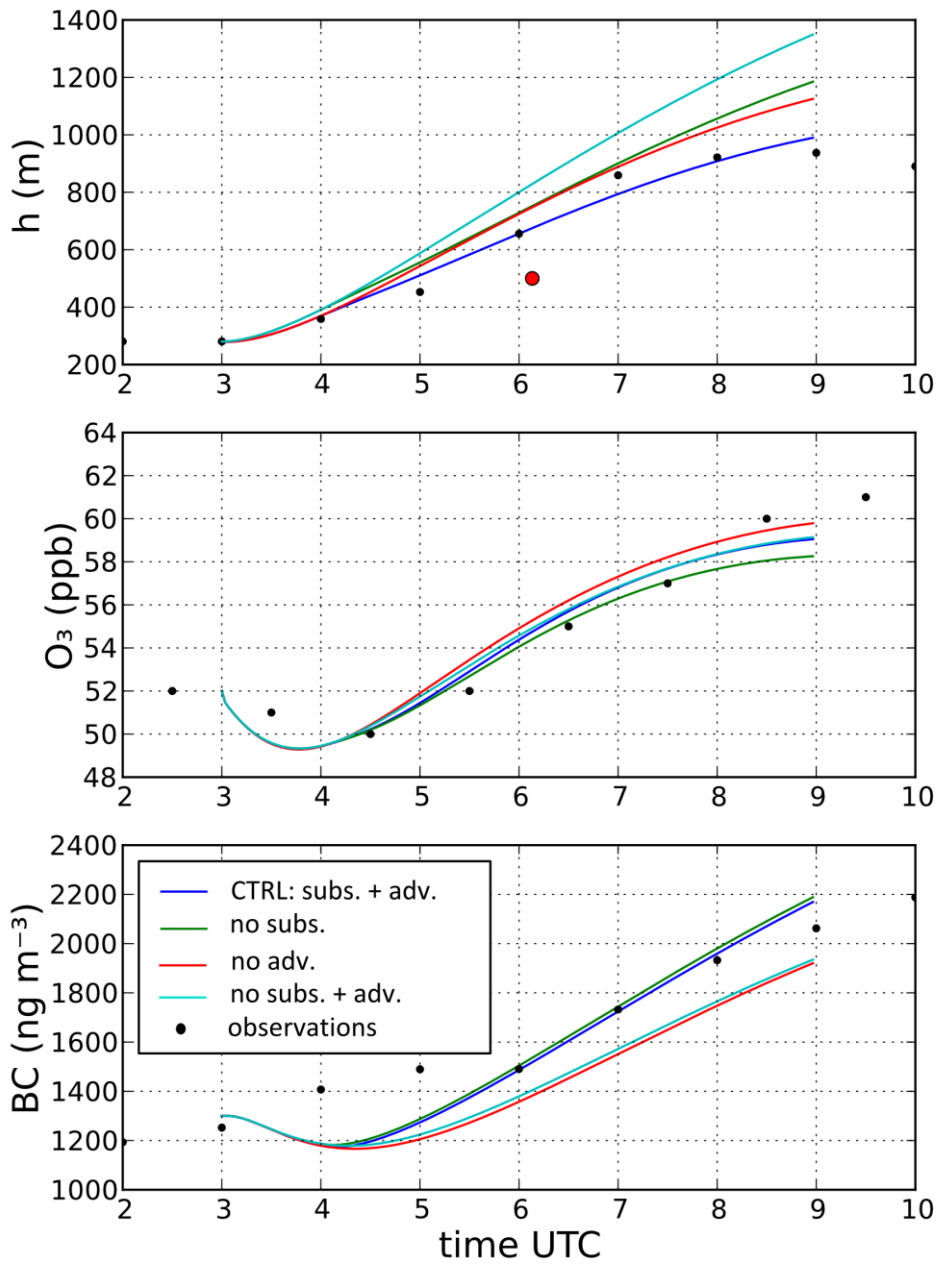 1400
1200
1000
800
600
400
200
h (m)
2 3 4 5 6 7 8 9 10
64
62
60
58
56
54
52
50
48
O₃ (ppb)
2 3 4 5 6 7 8 9 10
2400
2200
2000
1800
1600
1400
1200
1000
BC (ng m⁻³)
CTRL: subs. + adv.
no subs.
no adv.
no subs. + adv.
observations
2 3 4 5 6 7 8 9 10
time UTC